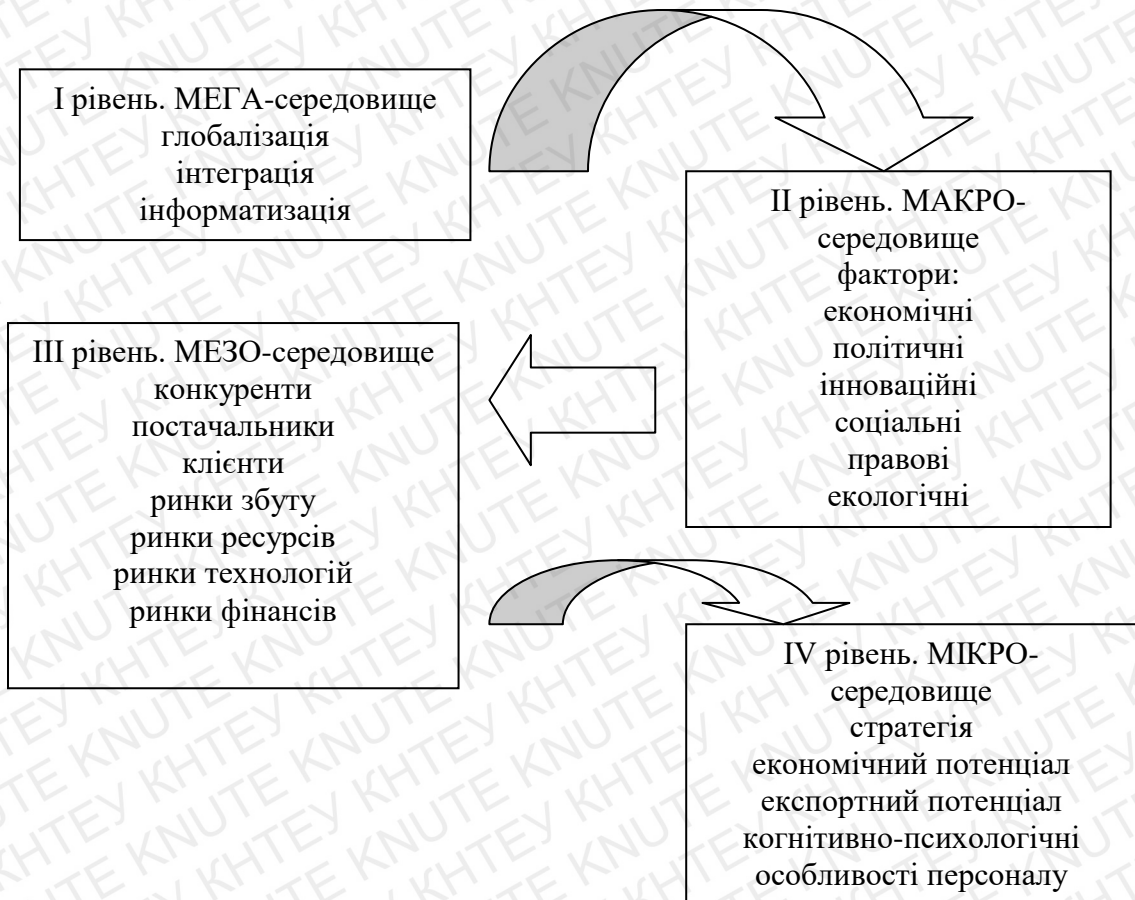 І рівень. МЕГА-середовище
глобалізація
інтеграція
інформатизація
ІІ рівень. МАКРО-
середовище
фактори:
економічні
політичні
інноваційні
соціальні
правові
екологічні
ІІІ рівень. МЕЗО-середовище
конкуренти
постачальники
клієнти
ринки збуту
ринки ресурсів
ринки технологій
ринки фінансів
IV рівень. МІКРО-
середовище
стратегія
економічний потенціал
експортний потенціал
когнітивно-психологічні
особливості персоналу